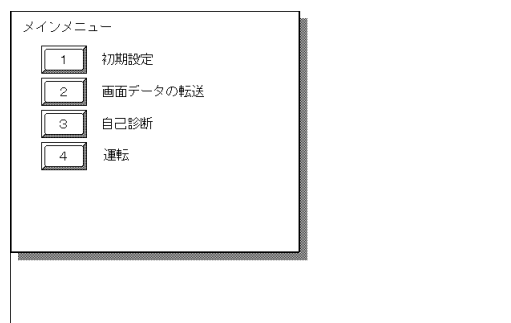 メインメニュー
1 初期設定
2 画面データの転送
3 自己診断
4 運転